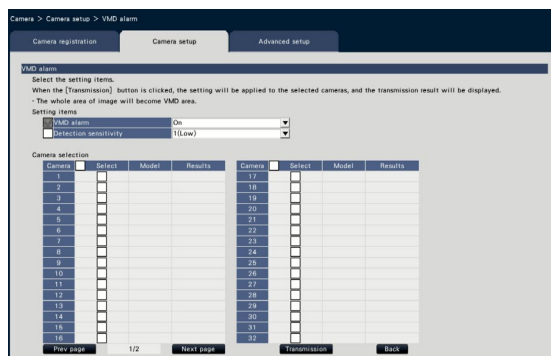 Camera > Camera setup > VMD alarm
Camera registration Camera setup Advanced setup
VMD alarm
Select the setting items.
When the [Transmission] button is clicked, the setting will be applied to the selected cameras, and the transmission result will be displayed.
· The whole area of image will become VMD area.
Setting items
VMD alarm On
Detection sensitivity 1(Low)
Camera selection
Camera Select Model Results Camera Select Model Results
1 17
2 18
3 19
4 20
5 21
6 22
7 23
8 24
9 25
10 26
11 27
12 28
13 29
14 30
15 31
16 32
Prev page 1/2 Next page Transmission Back